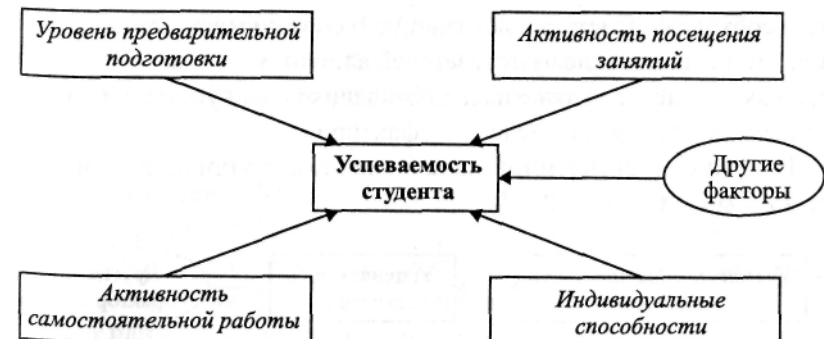 Уровень предварительной
подготовки
Активность посещения
занятий
Успеваемость
студента
Другие
факторы
Активность
самостоятельной работы
Индивидуальные
способности